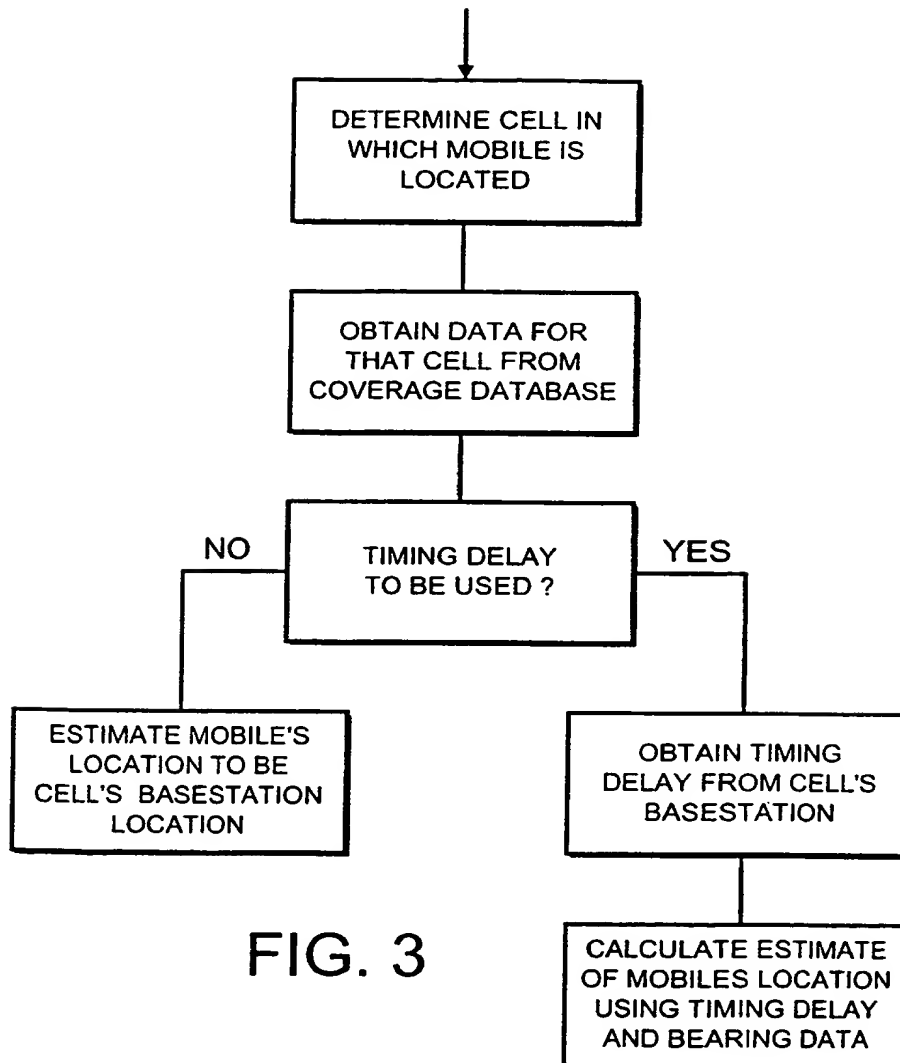 DETERMINE CELL IN
WHICH MOBILE IS
LOCATED
OBTAIN DATA FOR
THAT CELL FROM
COVERAGE DATABASE
NO
TIMING DELAY
TO BE USED ?
YES
ESTIMATE MOBILE'S
LOCATION TO BE
CELL'S BASESTATION
LOCATION
OBTAIN TIMING
DELAY FROM CELL'S
BASESTATION
CALCULATE ESTIMATE
OF MOBILES LOCATION
USING TIMING DELAY
AND BEARING DATA
FIG. 3